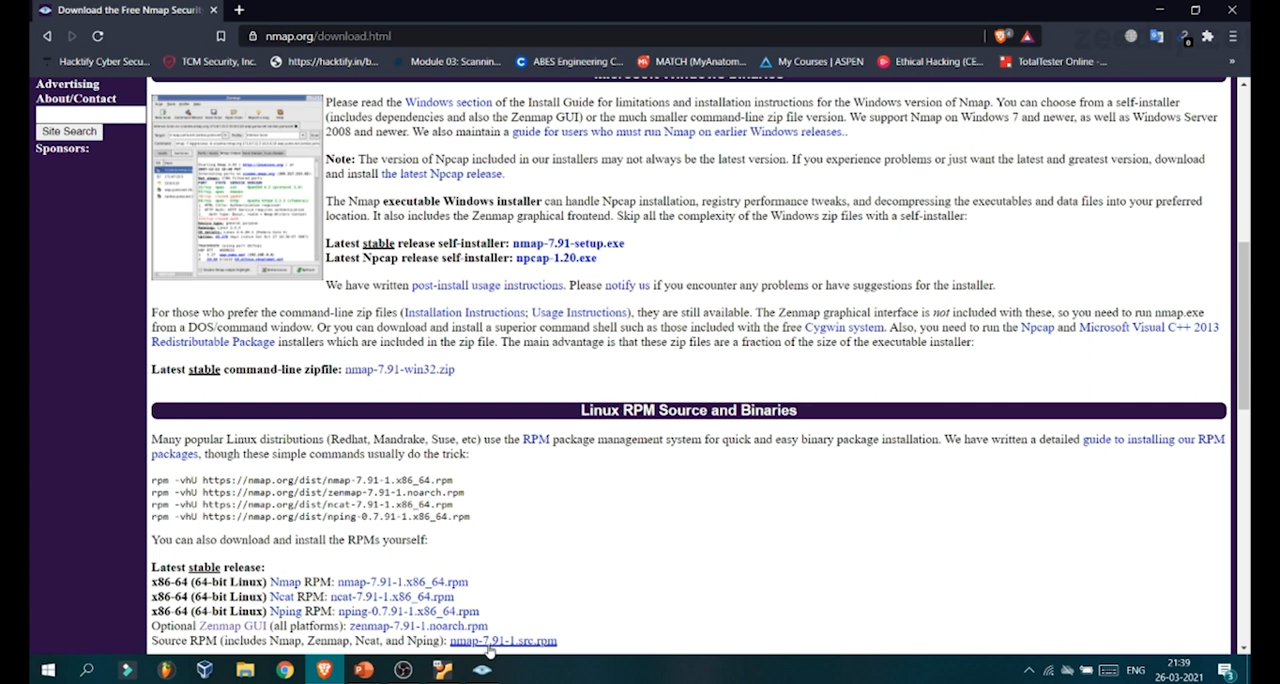 Download the Free Nmap Securit
nmap.org/download.html
Hacktify Cyber Secu... TCM Security, Inc. https://hacktify.in/b... Module 03: Scannin... ABES Engineering C... MATCH (MyAnatom... My Courses | ASPEN Ethical Hacking (CE... TotalTester Online -...
Advertising
About/Contact
Site Search
Sponsors:
Microsoft Windows Binaries
Please read the Windows section of the Install Guide for limitations and installation instructions for the Windows version of Nmap. You can choose from a self-installer
(includes dependencies and also the Zenmap GUI) or the much smaller command-line zip file version. We support Nmap on Windows 7 and newer, as well as Windows Server
2008 and newer. We also maintain a guide for users who must run Nmap on earlier Windows releases..
Note: The version of Npcap included in our installers may not always be the latest version. If you experience problems or just want the latest and greatest version, download
and install the latest Npcap release.
The Nmap executable Windows installer can handle Npcap installation, registry performance tweaks, and decompressing the executables and data files into your preferred
location. It also includes the Zenmap graphical frontend. Skip all the complexity of the Windows zip files with a self-installer:
Latest stable release self-installer: nmap-7.91-setup.exe
Latest Npcap release self-installer: npcap-1.20.exe
We have written post-install usage instructions. Please notify us if you encounter any problems or have suggestions for the installer.
For those who prefer the command-line zip files (Installation Instructions; Usage Instructions), they are still available. The Zenmap graphical interface is not included with these, so you need to run nmap.exe
from a DOS/command window. Or you can download and install a superior command shell such as those included with the free Cygwin system. Also, you need to run the Npcap and Microsoft Visual C++ 2013
Redistributable Package installers which are included in the zip file. The main advantage is that these zip files are a fraction of the size of the executable installer:
Latest stable command-line zipfile: nmap-7.91-win32.zip
Linux RPM Source and Binaries
Many popular Linux distributions (Redhat, Mandrake, Suse, etc) use the RPM package management system for quick and easy binary package installation. We have written a detailed guide to installing our RPM
packages, though these simple commands usually do the trick:
rpm -vhU https://nmap.org/dist/nmap-7.91-1.x86_64.rpm
rpm -vhU https://nmap.org/dist/zenmap-7.91-1.noarch.rpm
rpm -vhU https://nmap.org/dist/ncat-7.91-1.x86_64.rpm
rpm -vhU https://nmap.org/dist/nping-0.7.91-1.x86_64.rpm
You can also download and install the RPMs yourself:
Latest stable release:
x86-64 (64-bit Linux) Nmap RPM: nmap-7.91-1.x86_64.rpm
x86-64 (64-bit Linux) Ncat RPM: ncat-7.91-1.x86_64.rpm
x86-64 (64-bit Linux) Nping RPM: nping-0.7.91-1.x86_64.rpm
Optional Zenmap GUI (all platforms): zenmap-7.91-1.noarch.rpm
Source RPM (includes Nmap, Zenmap, Ncat, and Nping): nmap-7.91-1.src.rpm
ENG
21:39
26-03-2021